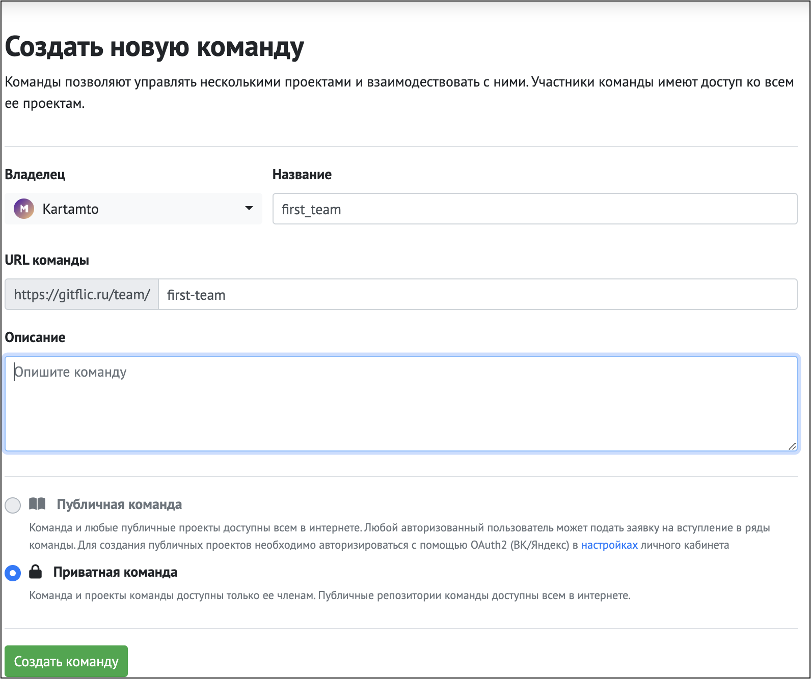 Создать новую команду
Команды позволяют управлять несколькими проектами и взаимодествовать с ними. Участники команды имеют доступ ко всем
ее проектам.
Владелец
Название
M Kartamto
first_team
URL команды
https://gitflic.ru/team/ first-team
Описание
Опишите команду
Публичная команда
Команда и любые публичные проекты доступны всем в интернете. Любой авторизованный пользователь может подать заявку на вступление в ряды
команды. Для создания публичных проектов необходимо авторизироваться с помощью OAuth2 (ВК/Яндекс) в настройках личного кабинета
Приватная команда
Команда и проекты команды доступны только ее членам. Публичные репозитории команды доступны всем в интернете.
Создать команду